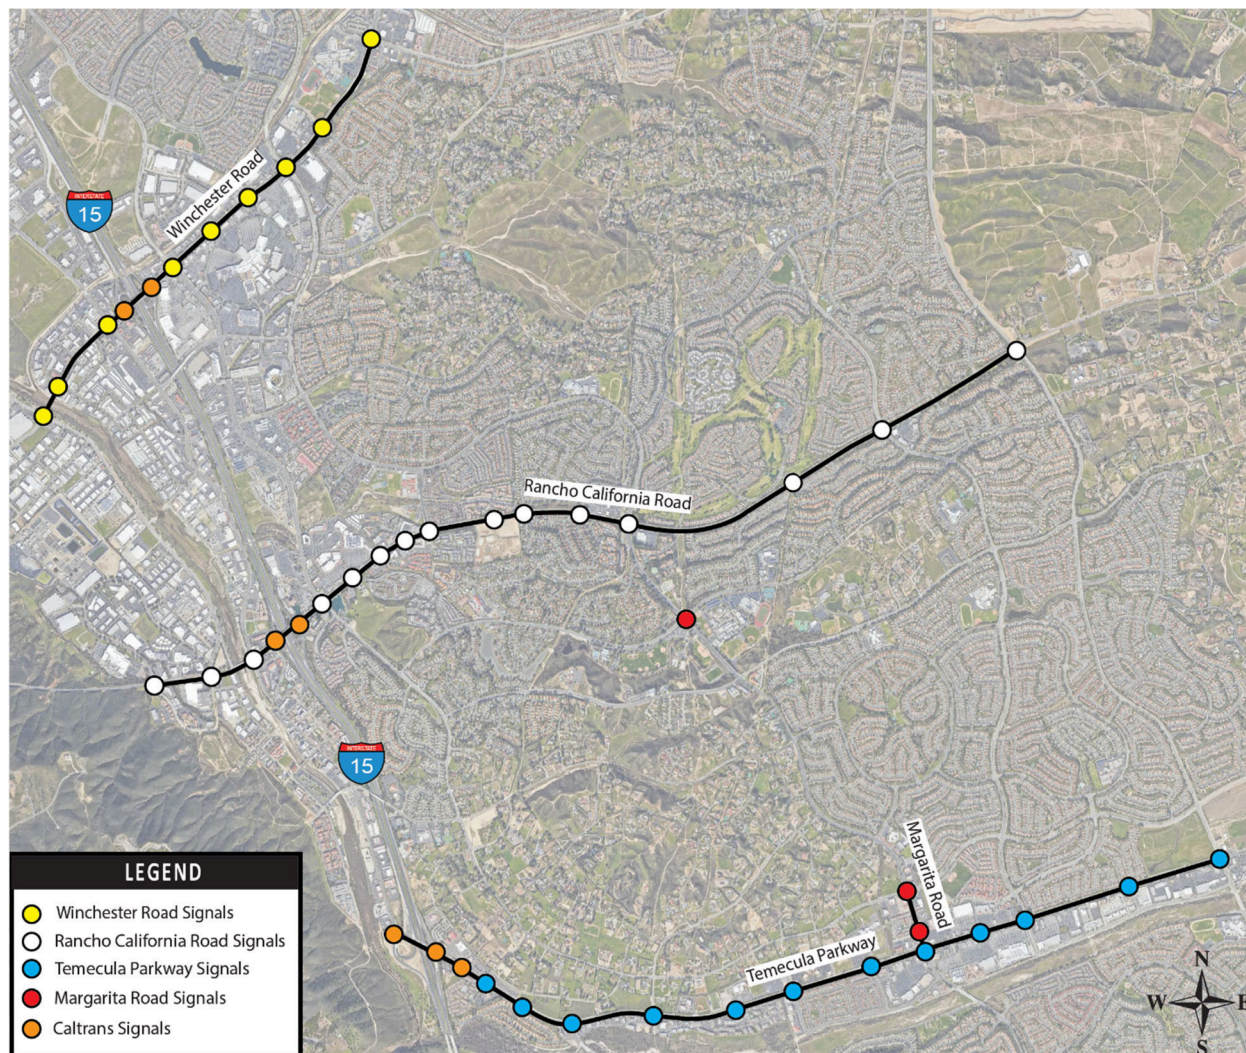 Winchester Road
INTERSTATE
15
Rancho California Road
INTERSTATE
15
Margarita Road
Temecula Parkway
LEGEND
Winchester Road Signals
Rancho California Road Signals
Temecula Parkway Signals
Margarita Road Signals
Caltrans Signals
N
W
E
S